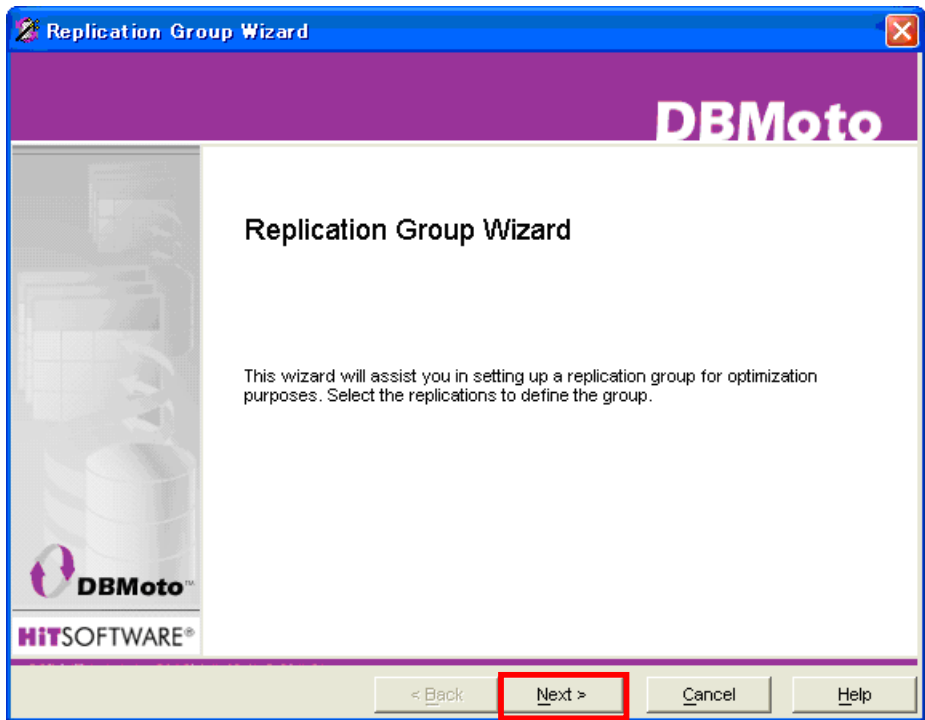 Replication Group Wizard
DBMoto
Replication Group Wizard
This wizard will assist you in setting up a replication group for optimization
purposes. Select the replications to define the group.
DBMoto™
HiTSOFTWARE®
< Back Next > Cancel Help